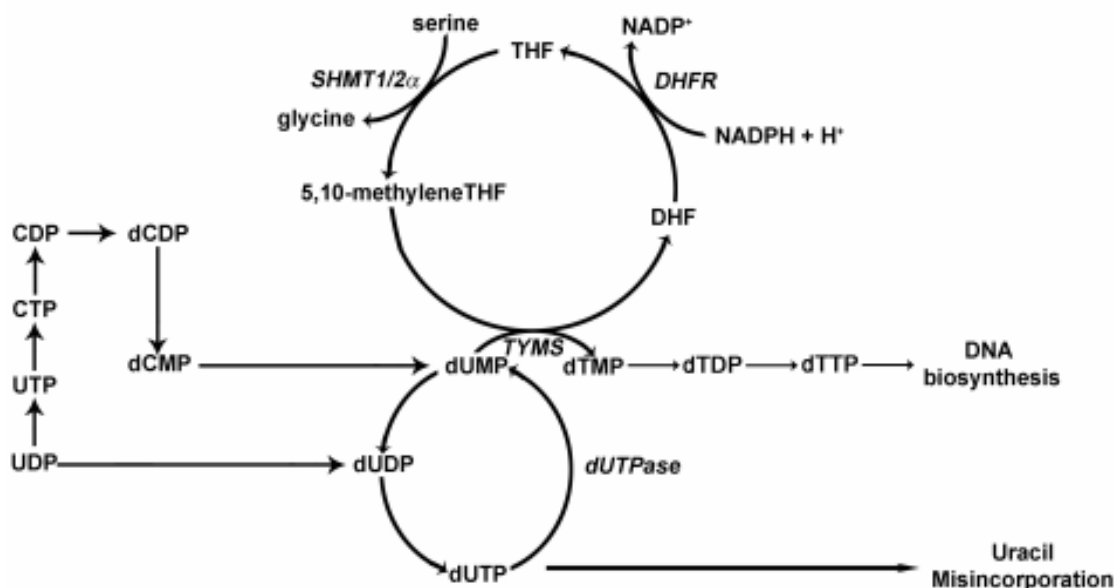 serine
NADP⁺
THF
SHMT1/2α
DHFR
glycine
NADPH + H⁺
5,10-methyleneTHF
DHF
CDP
dCDP
CTP
TYMS
dCMP
dUMP
dTMP
dTDP
dTTP
DNA
biosynthesis
UTP
UDP
dUDP
dUTPase
dUTP
Uracil
Misincorporation